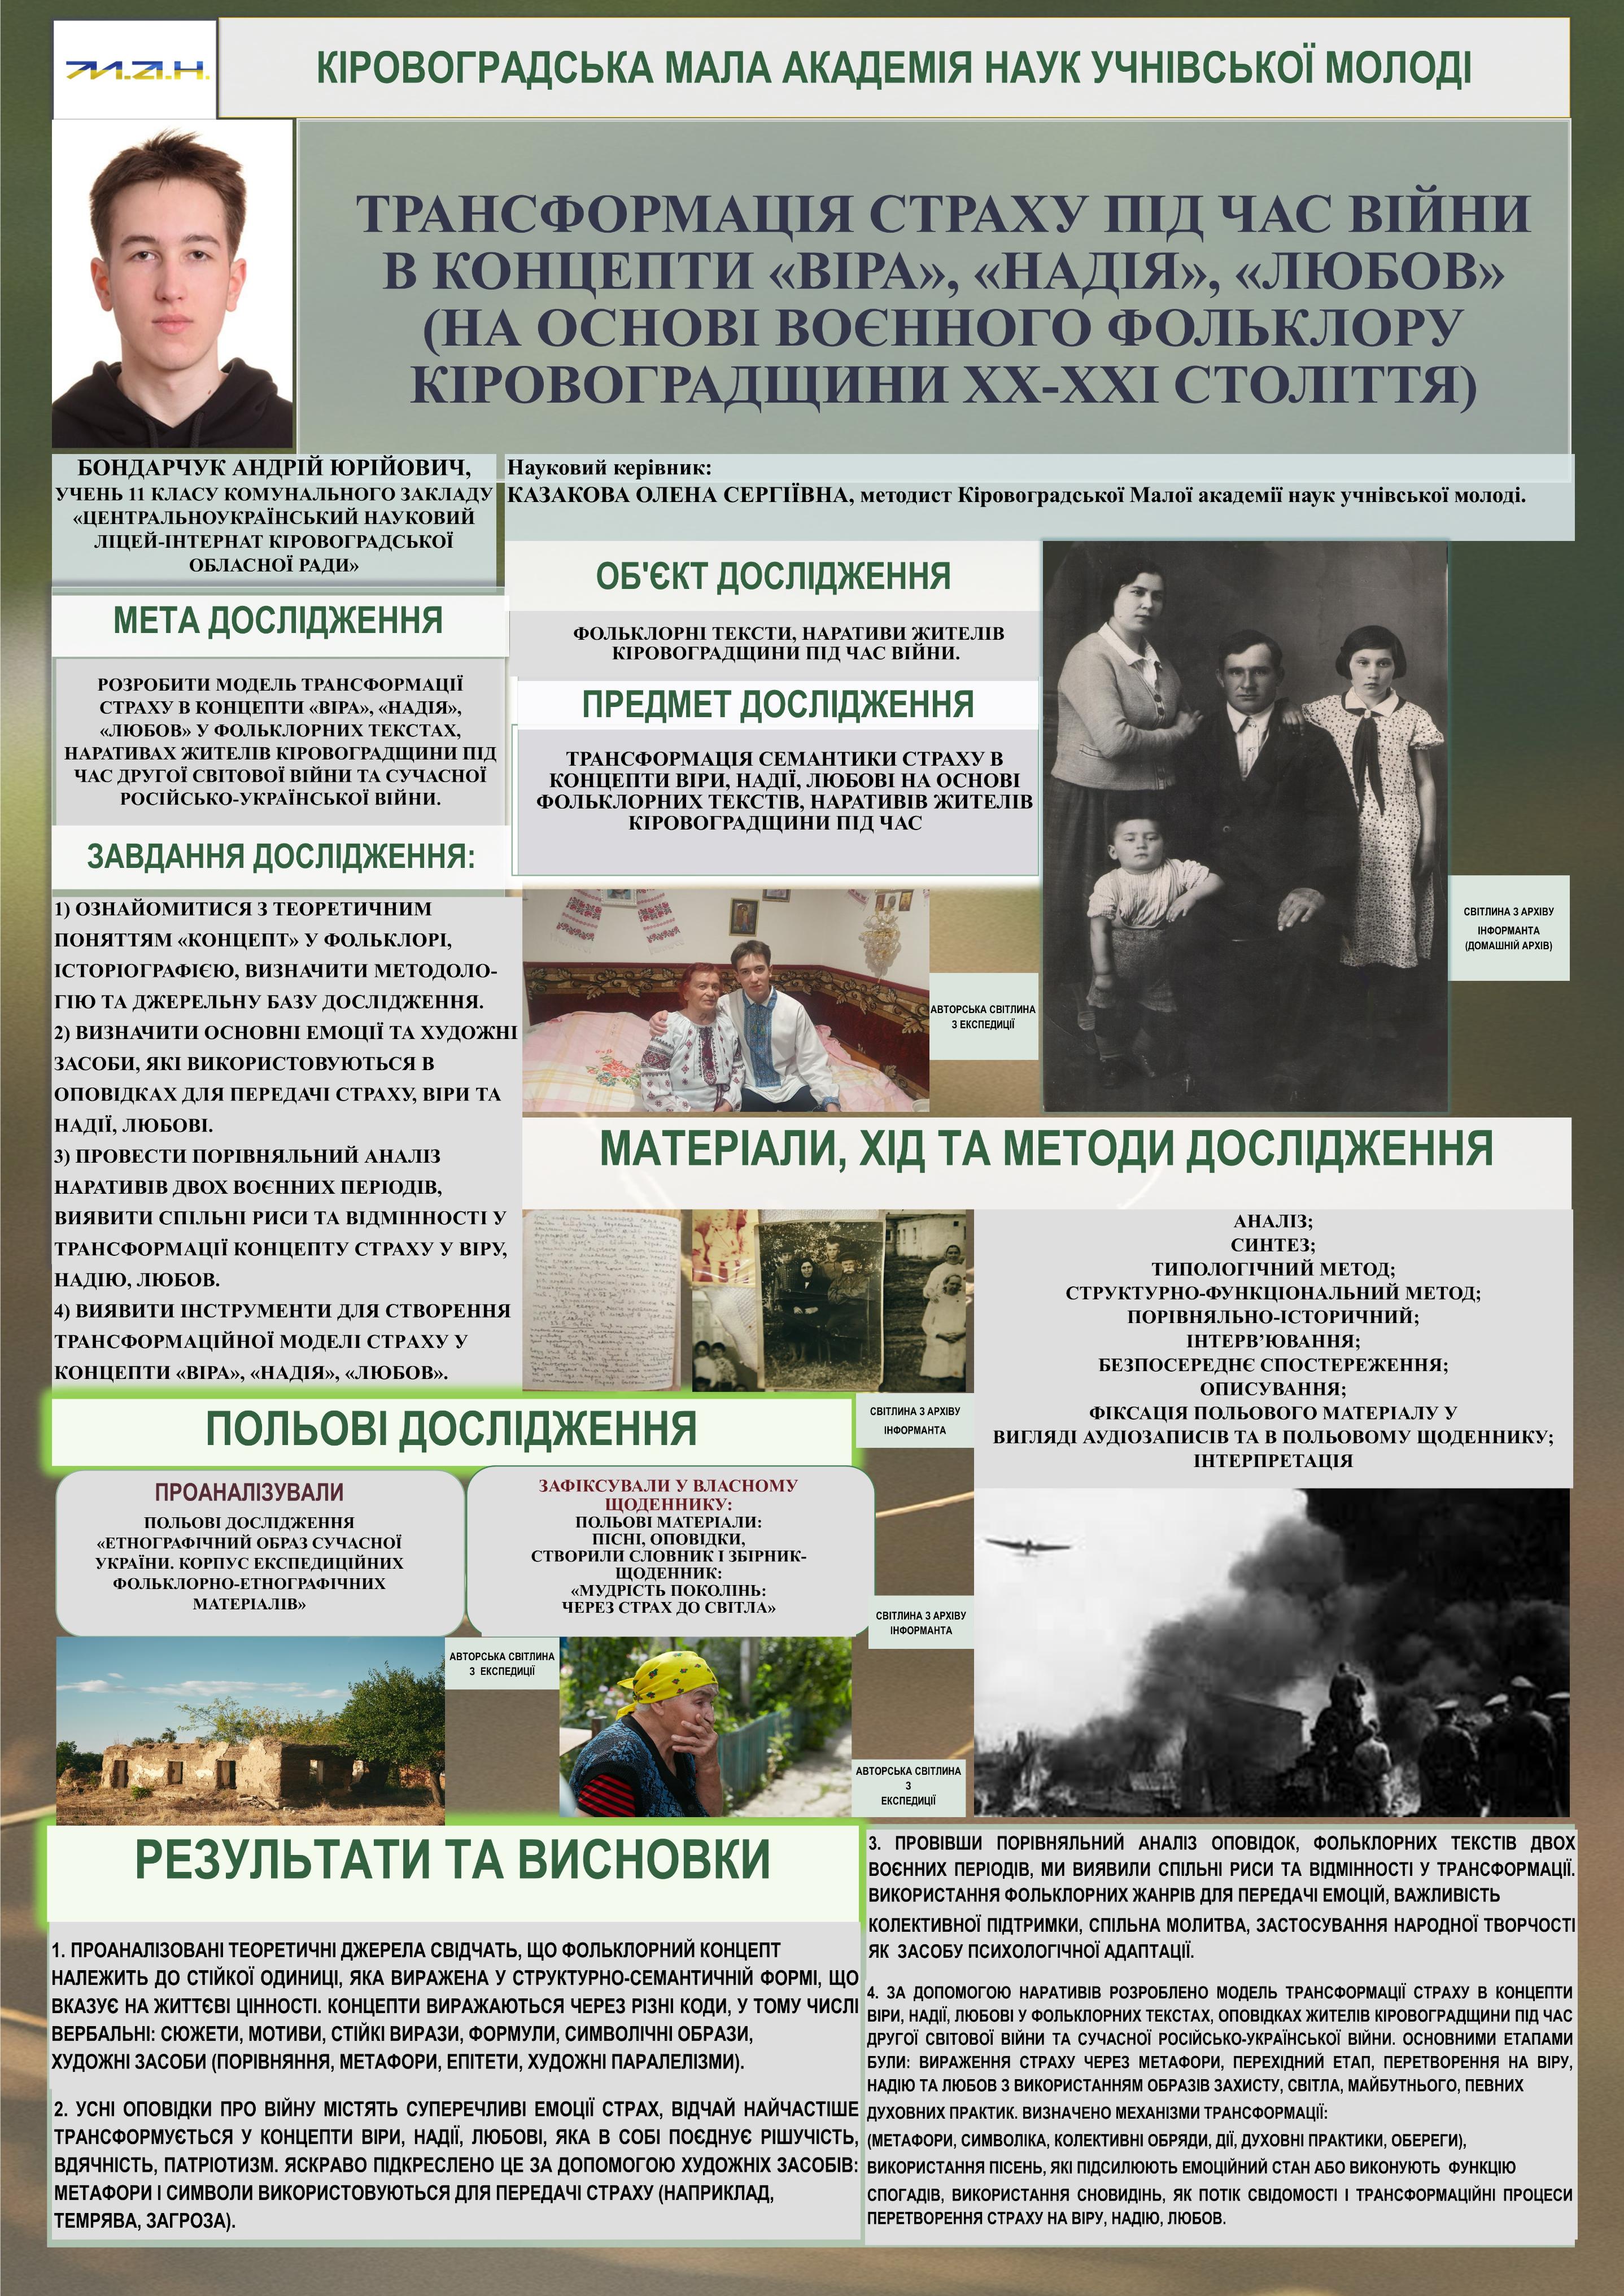 М.А.Н.
КІРОВОГРАДСЬКА МАЛА АКАДЕМІЯ НАУК УЧНІВСЬКОЇ МОЛОДІ
ТРАНСФОРМАЦІЯ СТРАХУ ПІД ЧАС ВІЙНИ
В КОНЦЕПТИ «ВІРА», «НАДІЯ», «ЛЮБОВ»
(НА ОСНОВІ ВОЄННОГО ФОЛЬКЛОРУ
КІРОВОГРАДЩИНИ ХХ-ХХІ СТОЛІТТЯ)
БОНДАРЧУК АНДРІЙ ЮРІЙОВИЧ,
УЧЕНЬ 11 КЛАСУ КОМУНАЛЬНОГО ЗАКЛАДУ
«ЦЕНТРАЛЬНОУКРАЇНСЬКИЙ НАУКОВИЙ
ЛІЦЕЙ-ІНТЕРНАТ КІРОВОГРАДСЬКОЇ
ОБЛАСНОЇ РАДИ»
Науковий керівник:
КАЗАКОВА ОЛЕНА СЕРГІЇВНА, методист Кіровоградської Малої академії наук учнівської молоді.
МЕТА ДОСЛІДЖЕННЯ
РОЗРОБИТИ МОДЕЛЬ ТРАНСФОРМАЦІЇ
СТРАХУ В КОНЦЕПТИ «ВІРА», «НАДІЯ»,
«ЛЮБОВ» У ФОЛЬКЛОРНИХ ТЕКСТАХ,
НАРАТИВАХ ЖИТЕЛІВ КІРОВОГРАДЩИНИ ПІД
ЧАС ДРУГОЇ СВІТОВОЇ ВІЙНИ ТА СУЧАСНОЇ
РОСІЙСЬКО-УКРАЇНСЬКОЇ ВІЙНИ.
ОБ'ЄКТ ДОСЛІДЖЕННЯ
ФОЛЬКЛОРНІ ТЕКСТИ, НАРАТИВИ ЖИТЕЛІВ
КІРОВОГРАДЩИНИ ПІД ЧАС ВІЙНИ.
ПРЕДМЕТ ДОСЛІДЖЕННЯ
ТРАНСФОРМАЦІЯ СЕМАНТИКИ СТРАХУ В
КОНЦЕПТИ ВІРИ, НАДІЇ, ЛЮБОВІ НА ОСНОВІ
ФОЛЬКЛОРНИХ ТЕКСТІВ, НАРАТИВІВ ЖИТЕЛІВ
КІРОВОГРАДЩИНИ ПІД ЧАС
ЗАВДАННЯ ДОСЛІДЖЕННЯ:
1) ОЗНАЙОМИТИСЯ З ТЕОРЕТИЧНИМ
ПОНЯТТЯМ «КОНЦЕПТ» У ФОЛЬКЛОРІ,
ІСТОРІОГРАФІЄЮ, ВИЗНАЧИТИ МЕТОДОЛО-
ГІЮ ТА ДЖЕРЕЛЬНУ БАЗУ ДОСЛІДЖЕННЯ.
2) ВИЗНАЧИТИ ОСНОВНІ ЕМОЦІЇ ТА ХУДОЖНІ
ЗАСОБИ, ЯКІ ВИКОРИСТОВУЮТЬСЯ В
ОПОВІДКАХ ДЛЯ ПЕРЕДАЧІ СТРАХУ, ВІРИ ТА
НАДІЇ, ЛЮБОВІ.
3) ПРОВЕСТИ ПОРІВНЯЛЬНИЙ АНАЛІЗ
НАРАТИВІВ ДВОХ ВОЄННИХ ПЕРІОДІВ,
ВИЯВИТИ СПІЛЬНІ РИСИ ТА ВІДМІННОСТІ У
ТРАНСФОРМАЦІЇ КОНЦЕПТУ СТРАХУ У ВІРУ,
НАДІЮ, ЛЮБОВ.
4) ВИЯВИТИ ІНСТРУМЕНТИ ДЛЯ СТВОРЕННЯ
ТРАНСФОРМАЦІЙНОЇ МОДЕЛІ СТРАХУ У
КОНЦЕПТИ «ВІРА», «НАДІЯ», «ЛЮБОВ».
АВТОРСЬКА СВІТЛИНА
З ЕКСПЕДИЦІЇ
СВІТЛИНА З АРХІВУ
ІНФОРМАНТА
(ДОМАШНІЙ АРХІВ)
МАТЕРІАЛИ, ХІД ТА МЕТОДИ ДОСЛІДЖЕННЯ
АНАЛІЗ;
СИНТЕЗ;
ТИПОЛОГІЧНИЙ МЕТОД;
СТРУКТУРНО-ФУНКЦІОНАЛЬНИЙ МЕТОД;
ПОРІВНЯЛЬНО-ІСТОРИЧНИЙ;
ІНТЕРВ’ЮВАННЯ;
БЕЗПОСЕРЕДНЄ СПОСТЕРЕЖЕННЯ;
ОПИСУВАННЯ;
ФІКСАЦІЯ ПОЛЬОВОГО МАТЕРІАЛУ У
ВИГЛЯДІ АУДІОЗАПИСІВ ТА В ПОЛЬОВОМУ ЩОДЕННИКУ;
ІНТЕРПРЕТАЦІЯ
СВІТЛИНА З АРХІВУ
ІНФОРМАНТА
ПОЛЬОВІ ДОСЛІДЖЕННЯ
ПРОАНАЛІЗУВАЛИ
ПОЛЬОВІ ДОСЛІДЖЕННЯ
«ЕТНОГРАФІЧНИЙ ОБРАЗ СУЧАСНОЇ
УКРАЇНИ. КОРПУС ЕКСПЕДИЦІЙНИХ
ФОЛЬКЛОРНО-ЕТНОГРАФІЧНИХ
МАТЕРІАЛІВ»
ЗАФІКСУВАЛИ У ВЛАСНОМУ
ЩОДЕННИКУ:
ПОЛЬОВІ МАТЕРІАЛИ:
ПІСНІ, ОПОВІДКИ,
СТВОРИЛИ СЛОВНИК І ЗБІРНИК-
ЩОДЕННИК:
«МУДРІСТЬ ПОКОЛІНЬ:
ЧЕРЕЗ СТРАХ ДО СВІТЛА»
СВІТЛИНА З АРХІВУ
ІНФОРМАНТА
АВТОРСЬКА СВІТЛИНА
З ЕКСПЕДИЦІЇ
АВТОРСЬКА СВІТЛИНА
З
ЕКСПЕДИЦІЇ
РЕЗУЛЬТАТИ ТА ВИСНОВКИ
1. ПРОАНАЛІЗОВАНІ ТЕОРЕТИЧНІ ДЖЕРЕЛА СВІДЧАТЬ, ЩО ФОЛЬКЛОРНИЙ КОНЦЕПТ
НАЛЕЖИТЬ ДО СТІЙКОЇ ОДИНИЦІ, ЯКА ВИРАЖЕНА У СТРУКТУРНО-СЕМАНТИЧНІЙ ФОРМІ, ЩО
ВКАЗУЄ НА ЖИТТЄВІ ЦІННОСТІ. КОНЦЕПТИ ВИРАЖАЮТЬСЯ ЧЕРЕЗ РІЗНІ КОДИ, У ТОМУ ЧИСЛІ
ВЕРБАЛЬНІ: СЮЖЕТИ, МОТИВИ, СТІЙКІ ВИРАЗИ, ФОРМУЛИ, СИМВОЛІЧНІ ОБРАЗИ,
ХУДОЖНІ ЗАСОБИ (ПОРІВНЯННЯ, МЕТАФОРИ, ЕПІТЕТИ, ХУДОЖНІ ПАРАЛЕЛІЗМИ).
2. УСНІ ОПОВІДКИ ПРО ВІЙНУ МІСТЯТЬ СУПЕРЕЧЛИВІ ЕМОЦІЇ СТРАХ, ВІДЧАЙ НАЙЧАСТІШЕ
ТРАНСФОРМУЄТЬСЯ У КОНЦЕПТИ ВІРИ, НАДІЇ, ЛЮБОВІ, ЯКА В СОБІ ПОЄДНУЄ РІШУЧІСТЬ,
ВДЯЧНІСТЬ, ПАТРІОТИЗМ. ЯСКРАВО ПІДКРЕСЛЕНО ЦЕ ЗА ДОПОМОГОЮ ХУДОЖНІХ ЗАСОБІВ:
МЕТАФОРИ І СИМВОЛИ ВИКОРИСТОВУЮТЬСЯ ДЛЯ ПЕРЕДАЧІ СТРАХУ (НАПРИКЛАД,
ТЕМРЯВА, ЗАГРОЗА).
3. ПРОВІВШИ ПОРІВНЯЛЬНИЙ АНАЛІЗ ОПОВІДОК, ФОЛЬКЛОРНИХ ТЕКСТІВ ДВОХ
ВОЄННИХ ПЕРІОДІВ, МИ ВИЯВИЛИ СПІЛЬНІ РИСИ ТА ВІДМІННОСТІ У ТРАНСФОРМАЦІЇ.
ВИКОРИСТАННЯ ФОЛЬКЛОРНИХ ЖАНРІВ ДЛЯ ПЕРЕДАЧІ ЕМОЦІЙ, ВАЖЛИВІСТЬ
КОЛЕКТИВНОЇ ПІДТРИМКИ, СПІЛЬНА МОЛИТВА, ЗАСТОСУВАННЯ НАРОДНОЇ ТВОРЧОСТІ
ЯК ЗАСОБУ ПСИХОЛОГІЧНОЇ АДАПТАЦІЇ.
4. ЗА ДОПОМОГОЮ НАРАТИВІВ РОЗРОБЛЕНО МОДЕЛЬ ТРАНСФОРМАЦІЇ СТРАХУ В КОНЦЕПТИ
ВІРИ, НАДІЇ, ЛЮБОВІ У ФОЛЬКЛОРНИХ ТЕКСТАХ, ОПОВІДКАХ ЖИТЕЛІВ КІРОВОГРАДЩИНИ ПІД ЧАС
ДРУГОЇ СВІТОВОЇ ВІЙНИ ТА СУЧАСНОЇ РОСІЙСЬКО-УКРАЇНСЬКОЇ ВІЙНИ. ОСНОВНИМИ ЕТАПАМИ
БУЛИ: ВИРАЖЕННЯ СТРАХУ ЧЕРЕЗ МЕТАФОРИ, ПЕРЕХІДНИЙ ЕТАП, ПЕРЕТВОРЕННЯ НА ВІРУ,
НАДІЮ ТА ЛЮБОВ З ВИКОРИСТАННЯМ ОБРАЗІВ ЗАХИСТУ, СВІТЛА, МАЙБУТНЬОГО, ПЕВНИХ
ДУХОВНИХ ПРАКТИК. ВИЗНАЧЕНО МЕХАНІЗМИ ТРАНСФОРМАЦІЇ:
(МЕТАФОРИ, СИМВОЛІКА, КОЛЕКТИВНІ ОБРЯДИ, ДІЇ, ДУХОВНІ ПРАКТИКИ, ОБЕРЕГИ),
ВИКОРИСТАННЯ ПІСЕНЬ, ЯКІ ПІДСИЛЮЮТЬ ЕМОЦІЙНИЙ СТАН АБО ВИКОНУЮТЬ ФУНКЦІЮ
СПОГАДІВ, ВИКОРИСТАННЯ СНОВИДІНЬ, ЯК ПОТІК СВІДОМОСТІ І ТРАНСФОРМАЦІЙНІ ПРОЦЕСИ
ПЕРЕТВОРЕННЯ СТРАХУ НА ВІРУ, НАДІЮ, ЛЮБОВ.